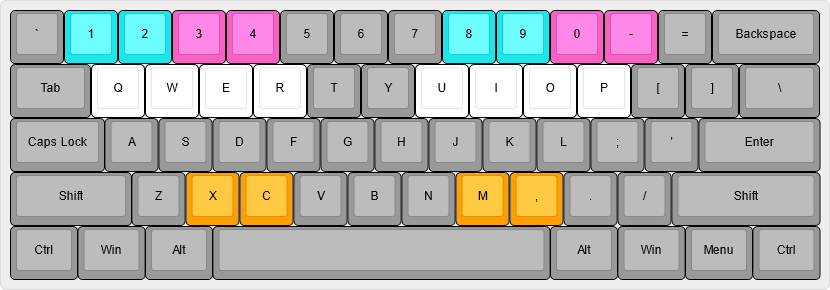 ` 1 2 3 4 5 6 7 8 9 0 - = Backspace
Tab Q W E R T Y U I O P [ ] \
Caps Lock A S D F G H J K L ; ' Enter
Shift Z X C V B N M , . / Shift
Ctrl Win Alt Alt Win Menu Ctrl